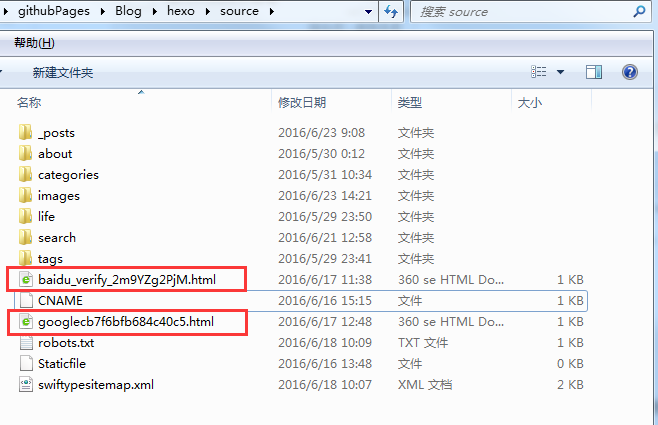 githubPages Blog hexo source 搜索 source
帮助(H)
新建文件夹
名称 修改日期 类型 大小
_posts 2016/6/23 9:08 文件夹
about 2016/5/30 0:12 文件夹
categories 2016/5/31 10:34 文件夹
images 2016/6/23 14:21 文件夹
life 2016/5/29 23:50 文件夹
search 2016/6/21 12:58 文件夹
tags 2016/5/29 23:41 文件夹
baidu_verify_2m9YZg2PjM.html 2016/6/17 11:38 360 se HTML Do... 1 KB
CNAME 2016/6/16 15:15 文件 1 KB
googlecb7f6bfb684c40c5.html 2016/6/17 12:48 360 se HTML Do... 1 KB
robots.txt 2016/6/18 10:09 TXT 文件 1 KB
Staticfile 2016/6/16 13:48 文件 0 KB
swiftypesitemap.xml 2016/6/18 10:07 XML 文档 2 KB